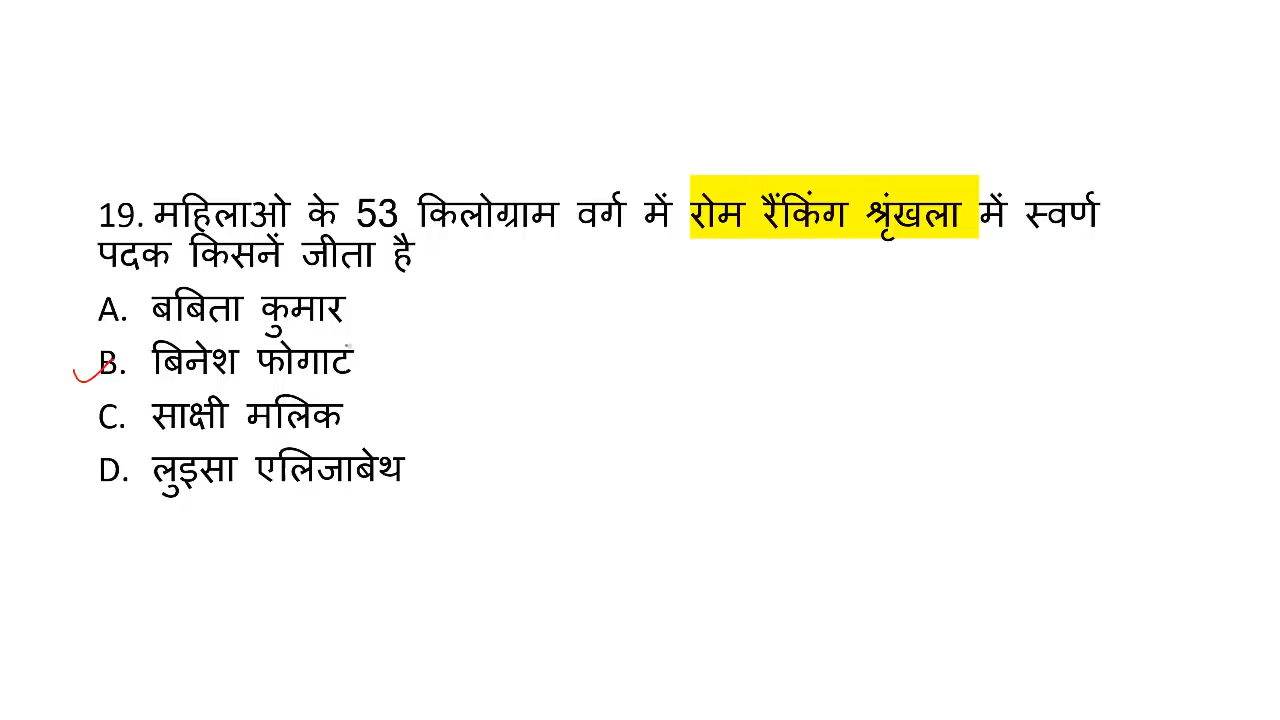 19. महिलाओ के 53 किलोग्राम वर्ग में रोम रैंकिंग श्रृंखला में स्वर्ण
पदक किसनें जीता है
A. बबिता कुमार
B. बिनेश फोगाट
C. साक्षी मलिक
D. लुइसा एलिजाबेथ